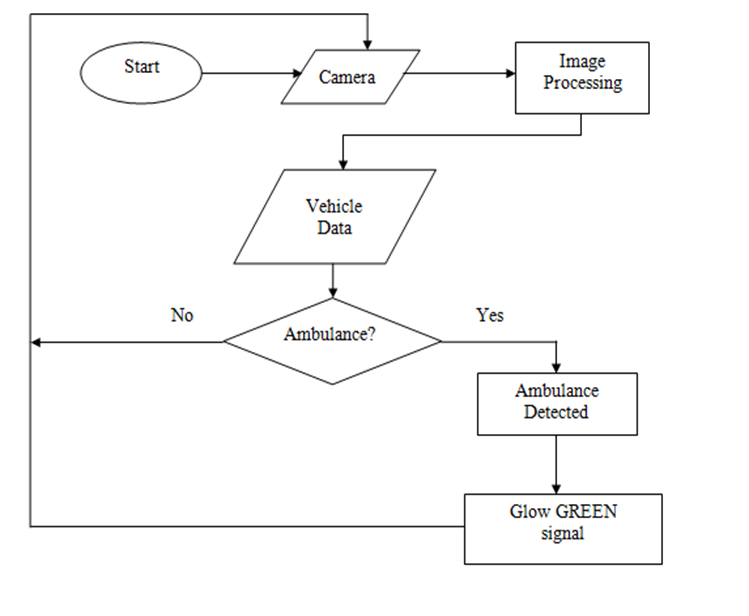 Start
Camera
Image
Processing
Vehicle
Data
No
Ambulance?
Yes
Ambulance
Detected
Glow GREEN
signal